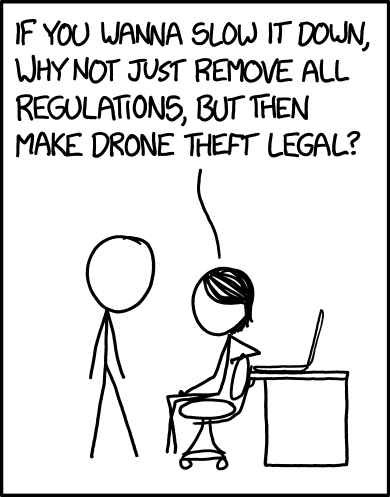 IF YOU WANNA SLOW IT DOWN,
WHY NOT JUST REMOVE ALL
REGULATIONS, BUT THEN
MAKE DRONE THEFT LEGAL?